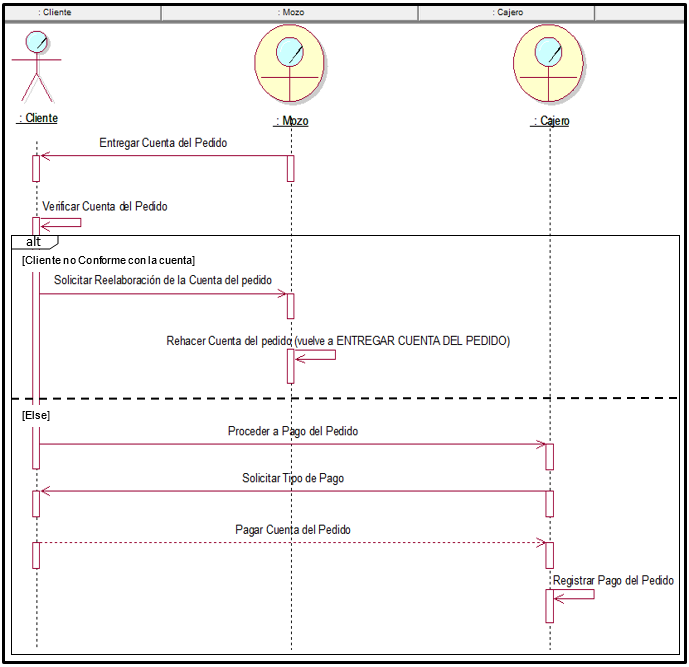 : Cliente
: Mozo
: Cajero
: Cliente
: Mozo
: Cajero
Entregar Cuenta del Pedido
Verificar Cuenta del Pedido
alt
[Cliente no Conforme con la cuenta]
Solicitar Reelaboración de la Cuenta del pedido
Rehacer Cuenta del pedido (vuelve a ENTREGAR CUENTA DEL PEDIDO)
[Else]
Proceder a Pago del Pedido
Solicitar Tipo de Pago
Pagar Cuenta del Pedido
Registrar Pago del Pedido